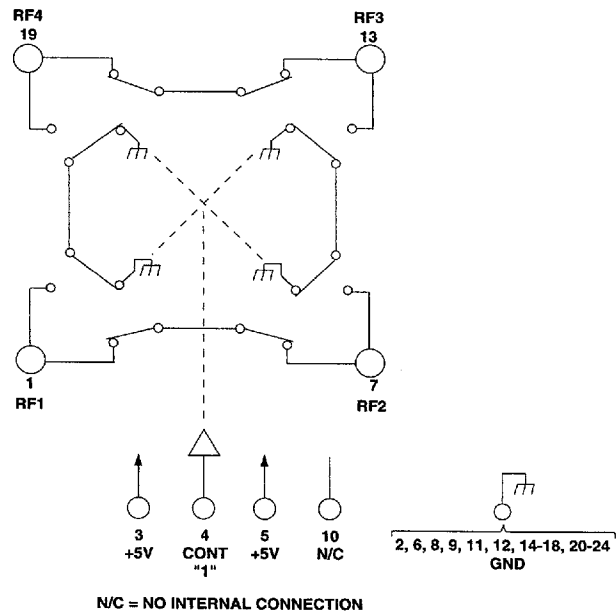 RF4
19
RF3
13
1
RF1
7
RF2
3
+5V
4
CONT
"1"
5
+5V
10
N/C
2, 6, 8, 9, 11, 12, 14-18, 20-24
GND
N/C = NO INTERNAL CONNECTION